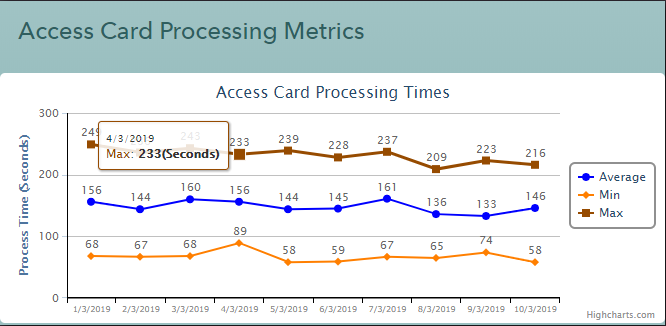 Access Card Processing Metrics
Access Card Processing Times
Process Time (Seconds)
300
200
100
0
249 243 233 239 228 237 209 223 216
4/3/2019
Max: 233(Seconds)
156 144 160 156 144 145 161 136 133 146
68 67 68 89 58 59 67 65 74 58
1/3/2019 2/3/2019 3/3/2019 4/3/2019 5/3/2019 6/3/2019 7/3/2019 8/3/2019 9/3/2019 10/3/2019
Average
Min
Max
Highcharts.com